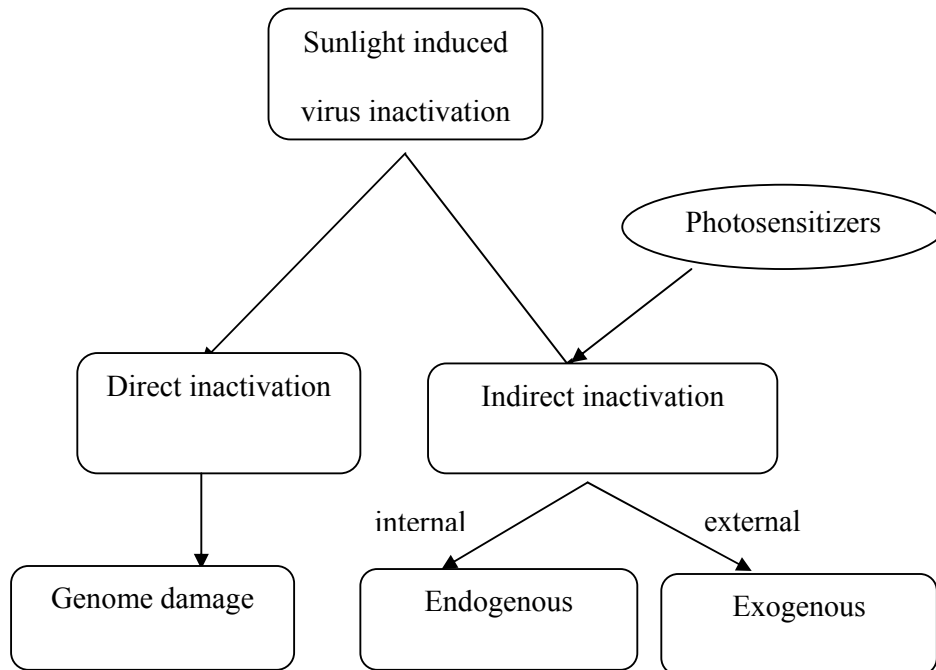 Sunlight induced
virus inactivation
Photosensitizers
Direct inactivation
Indirect inactivation
internal
external
Genome damage
Endogenous
Exogenous